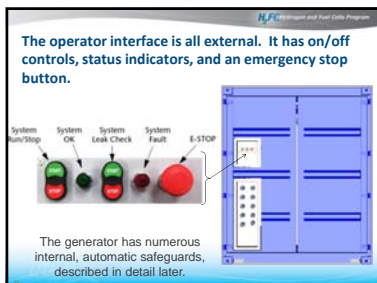 H2FC Hydrogen and Fuel Cells Program
The operator interface is all external.  It has on/off
controls, status indicators, and an emergency stop
button.
System Run/Stop
System OK
System Leak Check
System Fault
E-STOP
START
STOP
START
STOP
The generator has numerous
internal, automatic safeguards,
described in detail later.